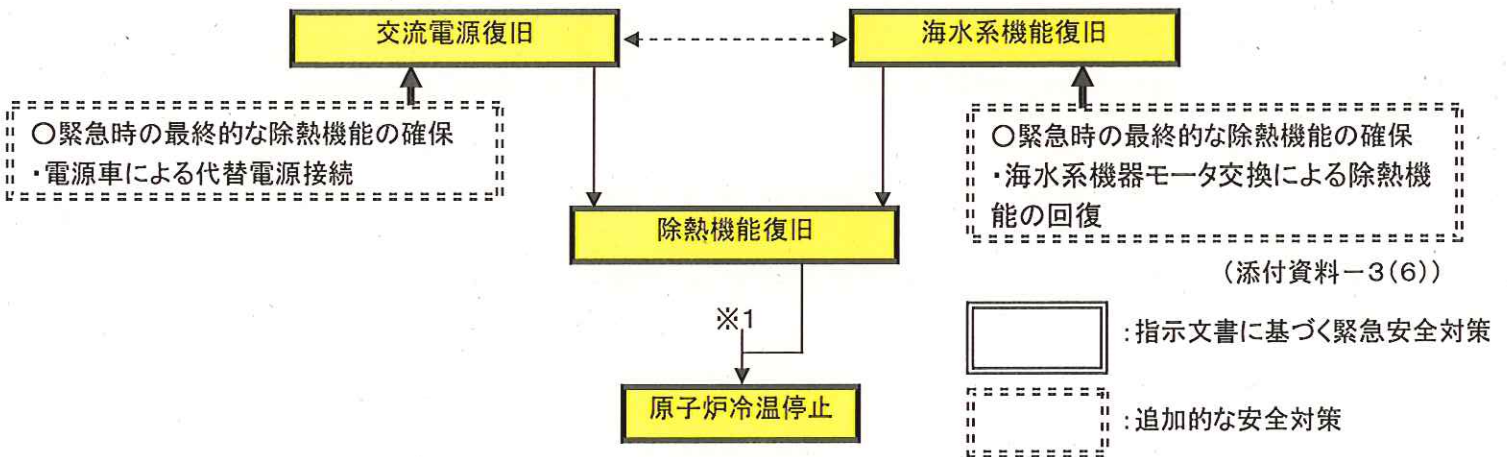 交流電源復旧
海水系機能復旧
○緊急時の最終的な除熱機能の確保
・電源車による代替電源接続
○緊急時の最終的な除熱機能の確保
・海水系機器モータ交換による除熱機
能の回復
(添付資料-3(6))
除熱機能復旧
※1
:指示文書に基づく緊急安全対策
原子炉冷温停止
:追加的な安全対策